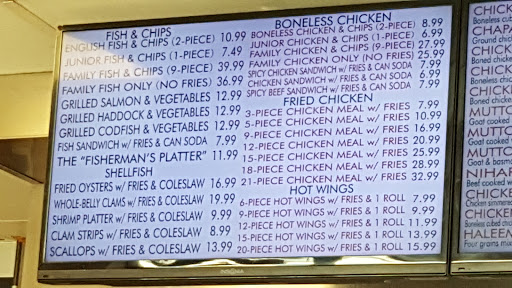 FISH & CHIPS
ENGLISH FISH & CHIPS (2-PIECE) 10.99
JUNIOR FISH & CHIPS (1-PIECE) 7.49
FAMILY FISH & CHIPS (9-PIECE) 39.99
FAMILY FISH ONLY (NO FRIES) 36.99
GRILLED SALMON & VEGETABLES 12.99
GRILLED HADDOCK & VEGETABLES 12.99
GRILLED CODFISH & VEGETABLES 12.99
FISH SANDWICH w/ FRIES & CAN SODA 7.99
THE "FISHERMAN'S PLATTER" 11.99
SHELLFISH
FRIED OYSTERS w/ FRIES & COLESLAW 16.99
WHOLE-BELLY CLAMS w/ FRIES & COLESLAW 19.99
SHRIMP PLATTER w/ FRIES & COLESLAW 9.99
CLAM STRIPS w/ FRIES & COLESLAW 8.99
SCALLOPS w/ FRIES & COLESLAW 13.99
BONELESS CHICKEN
BONELESS CHICKEN & CHIPS (2-PIECE) 8.99
JUNIOR CHICKEN & CHIPS (1-PIECE) 6.99
FAMILY CHICKEN & CHIPS (9-PIECE) 27.99
FAMILY CHICKEN ONLY (NO FRIES) 25.99
SPICY CHICKEN SANDWICH w/ FRIES & CAN SODA 7.99
CHICKEN SANDWICH w/ FRIES & CAN SODA 6.99
SPICY BEEF SANDWICH w/ FRIES & CAN SODA 7.99
FRIED CHICKEN
3-PIECE CHICKEN MEAL w/ FRIES 7.99
5-PIECE CHICKEN MEAL w/ FRIES 10.99
9-PIECE CHICKEN MEAL w/ FRIES 16.99
12-PIECE CHICKEN MEAL w/ FRIES 20.99
15-PIECE CHICKEN MEAL w/ FRIES 25.99
18-PIECE CHICKEN MEAL w/ FRIES 28.99
21-PIECE CHICKEN MEAL w/ FRIES 32.99
HOT WINGS
6-PIECE HOT WINGS w/ FRIES & 1 ROLL 7.99
9-PIECE HOT WINGS w/ FRIES & 1 ROLL 9.99
12-PIECE HOT WINGS w/ FRIES & 1 ROLL 11.99
15-PIECE HOT WINGS w/ FRIES & 1 ROLL 13.99
20-PIECE HOT WINGS w/ FRIES & 1 ROLL 15.99
INSIGNIA
CHICK
Boneless cub
CHAP
Ground chic
CHICK
Boned chick
CHICK
Boneless c
CHICK
Boned chick
MUTTO
Goat cooked
MUTTO
Goat cooked
MUTTO
Goat & basm
NIHAR
Beef cooked w
CHICKEN
Chicken simmered
CHICKEN
Boneless chicken
HALEEM
Four grains mus